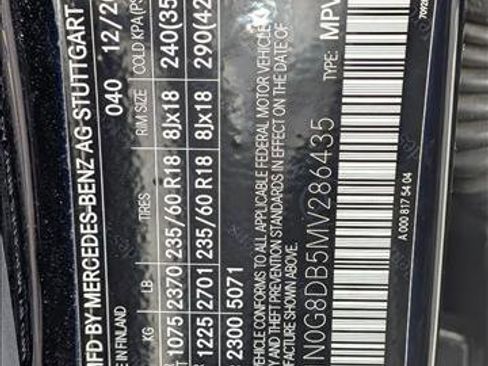 MFD BY MERCEDES-BENZ AG STUTTGART
IN FINLAND 040 12/20
KG LB TIRES RIM SIZE COLD KPA(PS
1075 2370 235/60 R18 8Jx18 240(35
1225 2701 235/60 R18 8Jx18 290(42
2300 5071
VEHICLE CONFORMS TO ALL APPLICABLE FEDERAL MOTOR VEHICLE
Y AND THEFT PREVENTION STANDARDS IN EFFECT ON THE DATE OF
N0G8DB5MV286435 MPV
A 000 817 54 04